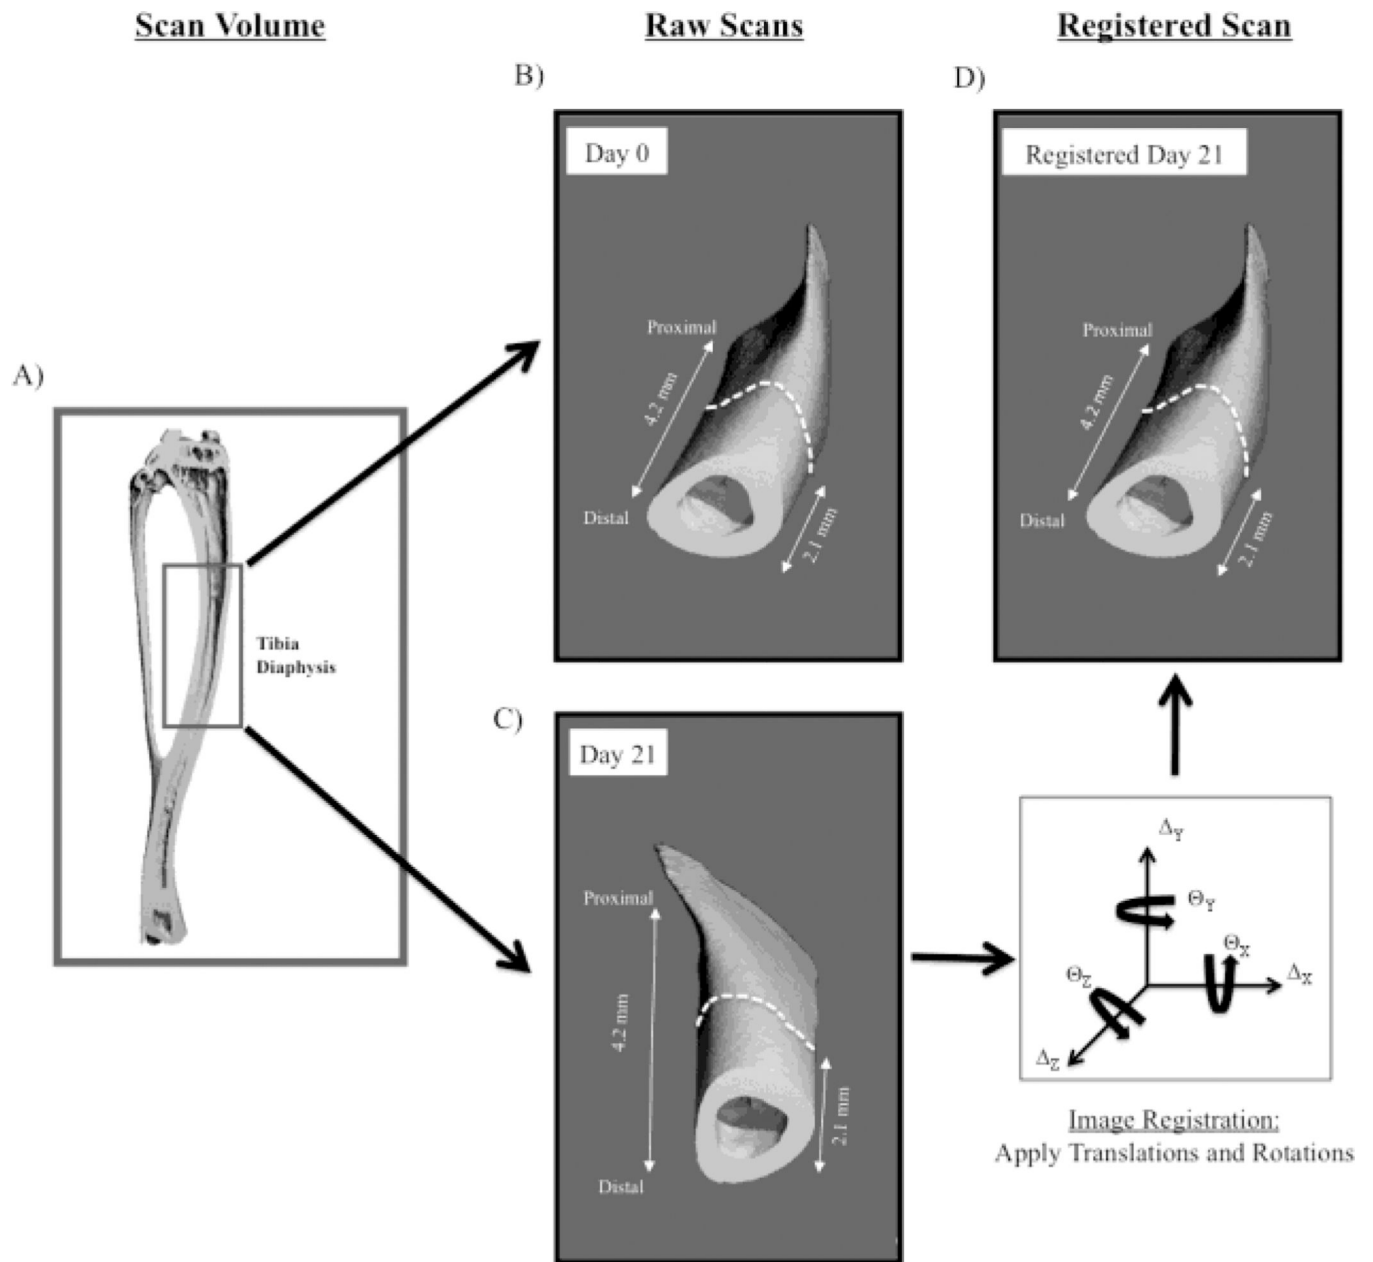 Scan Volume
Raw Scans
Registered Scan
A)
Tibia
Diaphysis
B)
Day 0
Proximal
4.2 mm
Distal
2.1 mm
C)
Day 21
Proximal
4.2 mm
Distal
2.1 mm
D)
Registered Day 21
Proximal
4.2 mm
Distal
2.1 mm
ΔY
ΘY
ΘX
ΔX
ΘZ
ΔZ
Image Registration:
Apply Translations and Rotations